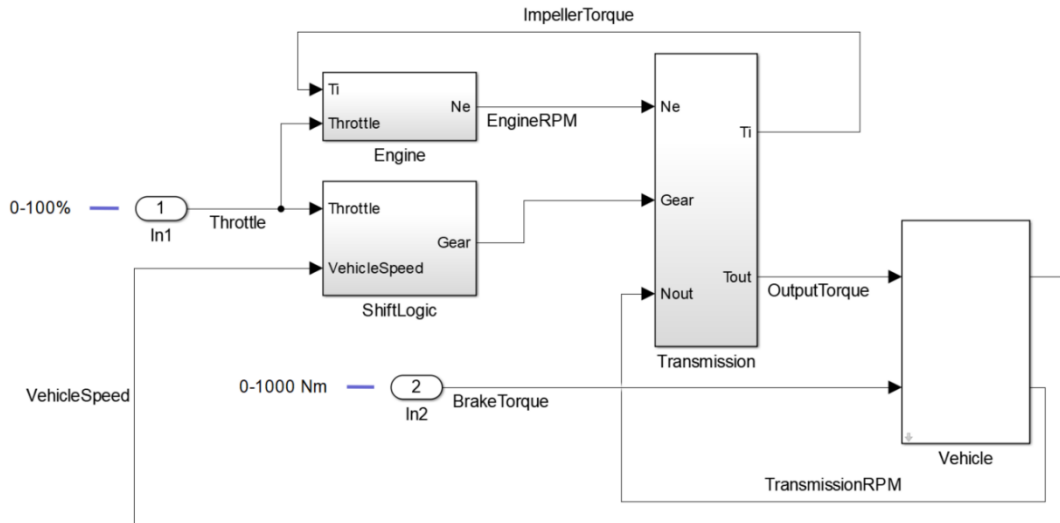 ImpellerTorque
Ti
Throttle
Ne
Engine
EngineRPM
Ne
Gear
Nout
Ti
Tout
Transmission
0-100%
1
In1
Throttle
Throttle
VehicleSpeed
Gear
ShiftLogic
OutputTorque
VehicleSpeed
0-1000 Nm
2
In2
BrakeTorque
Vehicle
TransmissionRPM